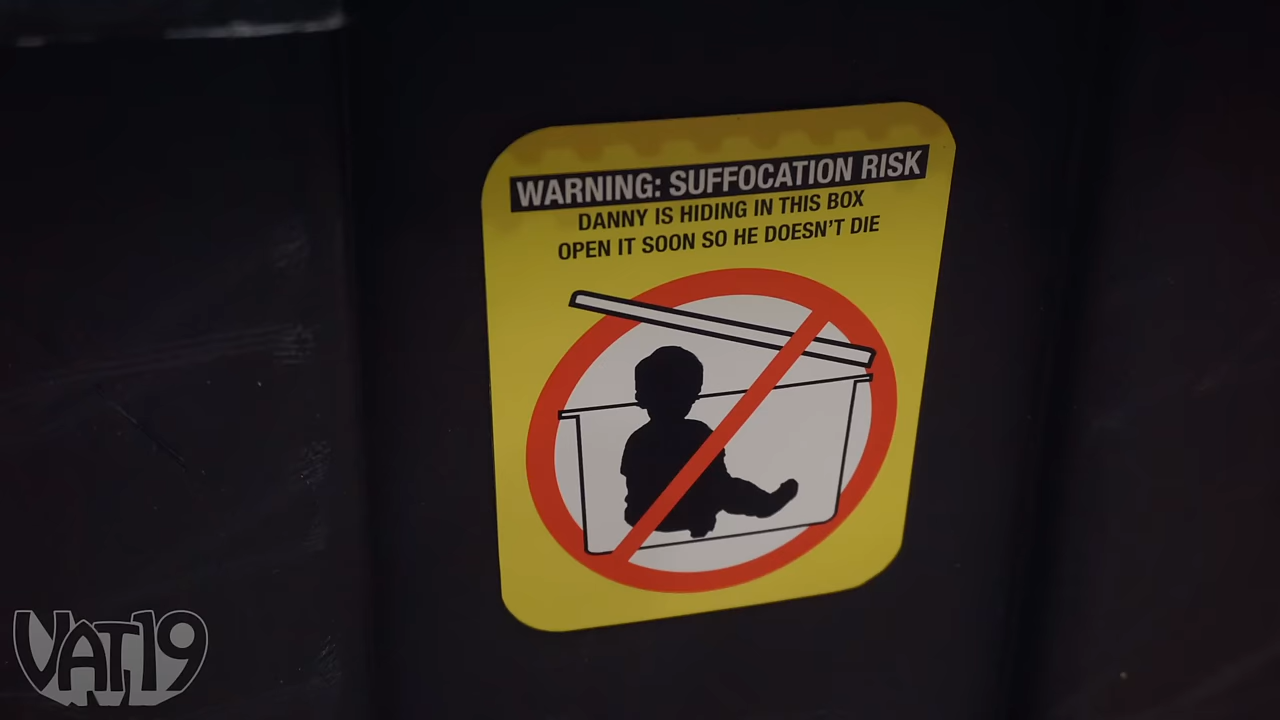 WARNING: SUFFOCATION RISK
DANNY IS HIDING IN THIS BOX
OPEN IT SOON SO HE DOESN'T DIE
VAT19